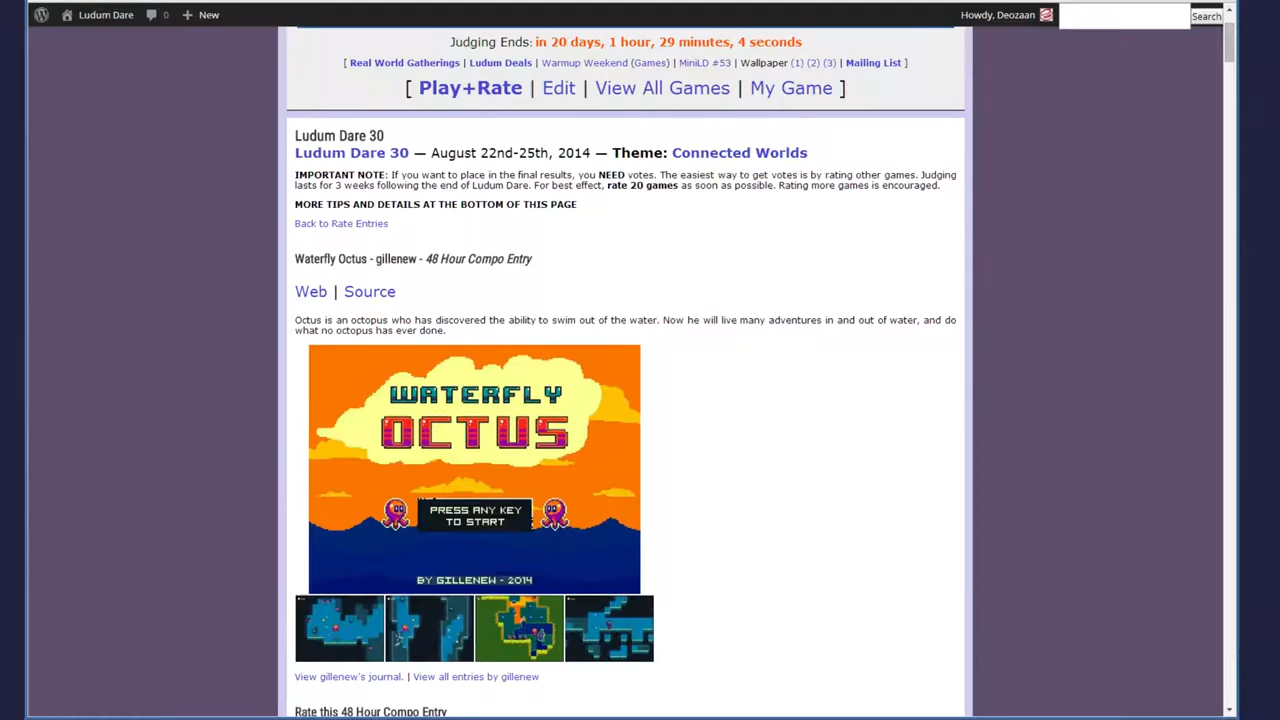 Ludum Dare 0 New Howdy, Deozaan Search
Judging Ends: in 20 days, 1 hour, 29 minutes, 4 seconds
[ Real World Gatherings | Ludum Deals | Warmup Weekend (Games) | MiniLD #53 | Wallpaper (1) (2) (3) | Mailing List ]
[ Play+Rate | Edit | View All Games | My Game ]
Ludum Dare 30
Ludum Dare 30 — August 22nd-25th, 2014 — Theme: Connected Worlds
IMPORTANT NOTE: If you want to place in the final results, you NEED votes. The easiest way to get votes is by rating other games. Judging
lasts for 3 weeks following the end of Ludum Dare. For best effect, rate 20 games as soon as possible. Rating more games is encouraged.
MORE TIPS AND DETAILS AT THE BOTTOM OF THIS PAGE
Back to Rate Entries
Waterfly Octus - gillenew - 48 Hour Compo Entry
Web | Source
Octus is an octopus who has discovered the ability to swim out of the water. Now he will live many adventures in and out of water, and do
what no octopus has ever done.
WATERFLY
OCTUS
PRESS ANY KEY
TO START
BY GILLENEW - 2014
View gillenew's journal. | View all entries by gillenew
Rate this 48 Hour Compo Entry